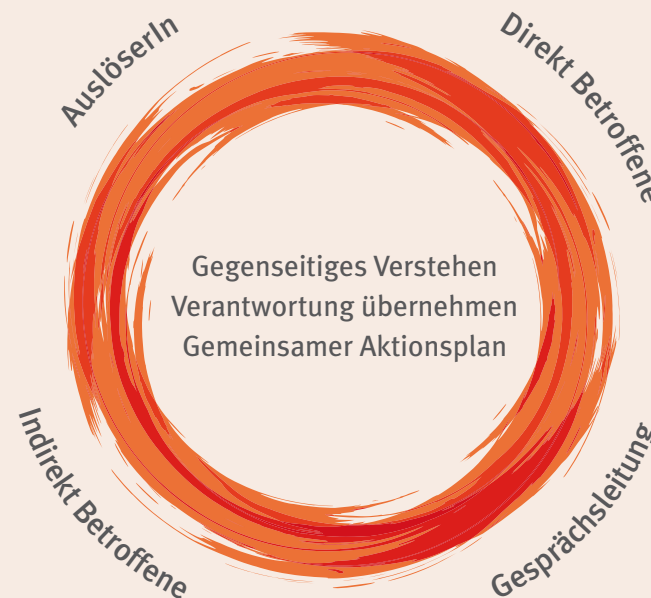 AuslöserIn
Direkt Betroffene
Gegenseitiges Verstehen
Verantwortung übernehmen
Gemeinsamer Aktionsplan
Indirekt Betroffene
Gesprächsleitung